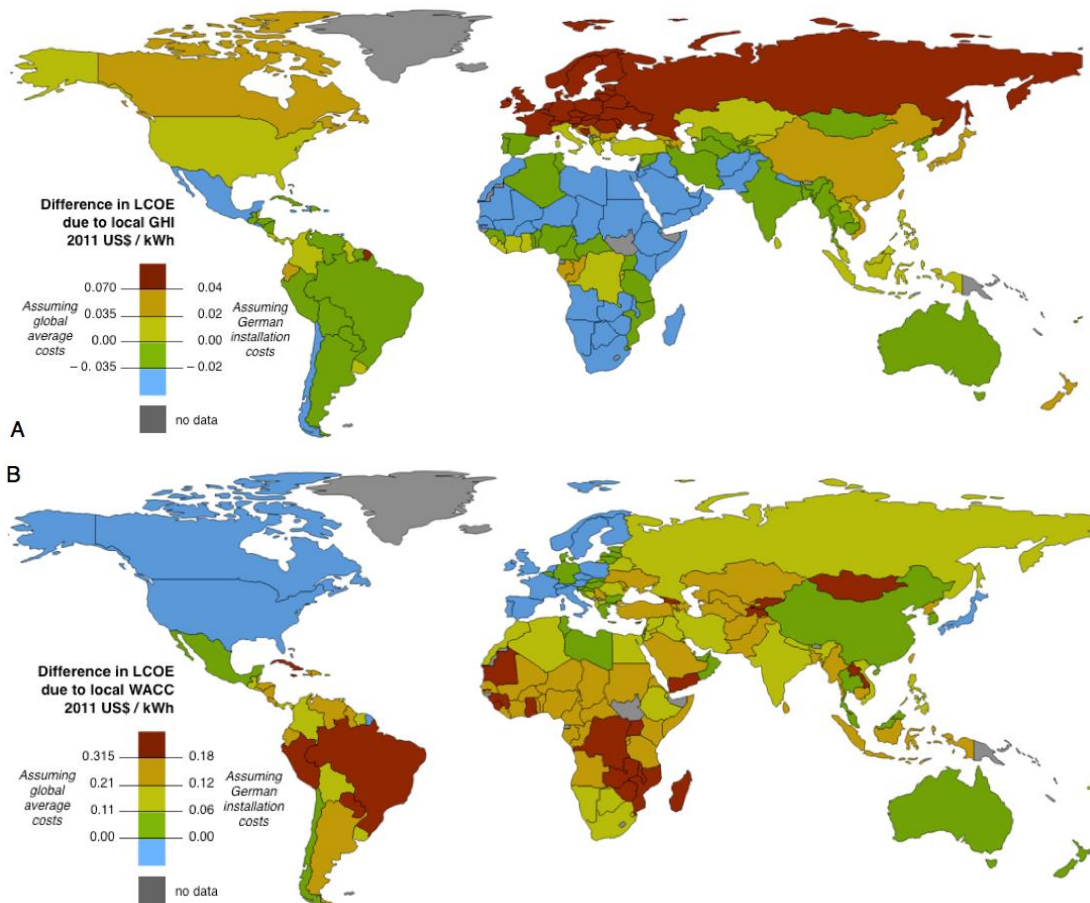 Difference in LCOE
due to local GHI
2011 US$ / kWh
0.070 0.04
0.035 0.02
0.00 0.00
– 0. 035 – 0.02
Assuming
global
average
costs
Assuming
German
installation
costs
no data
A
B
Difference in LCOE
due to local WACC
2011 US$ / kWh
0.315 0.18
0.21 0.12
0.11 0.06
0.00 0.00
Assuming
global
average
costs
Assuming
German
installation
costs
no data